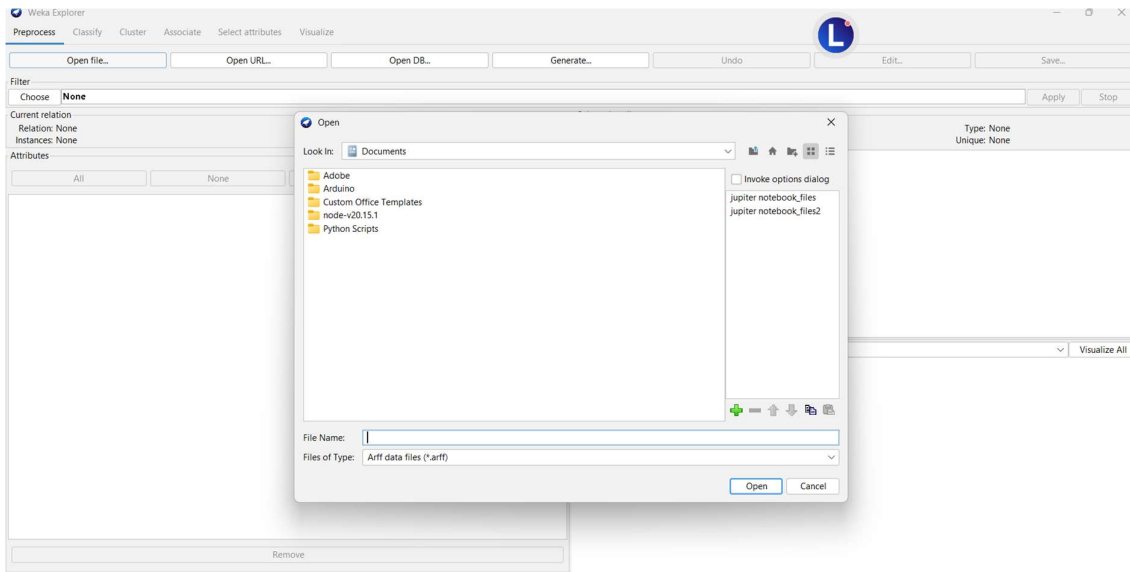 Weka Explorer
Preprocess Classify Cluster Associate Select attributes Visualize
L
Open file... Open URL... Open DB... Generate... Undo Edit... Save...
Filter
Choose None Apply Stop
Current relation
Relation: None
Instances: None
Type: None
Unique: None
Attributes
All None
Open
Look In: Documents
Adobe
Arduino
Custom Office Templates
node-v20.15.1
Python Scripts
Invoke options dialog
jupiter notebook_files
jupiter notebook_files2
File Name:
Files of Type: Arff data files (*.arff)
Open Cancel
Visualize All
Remove